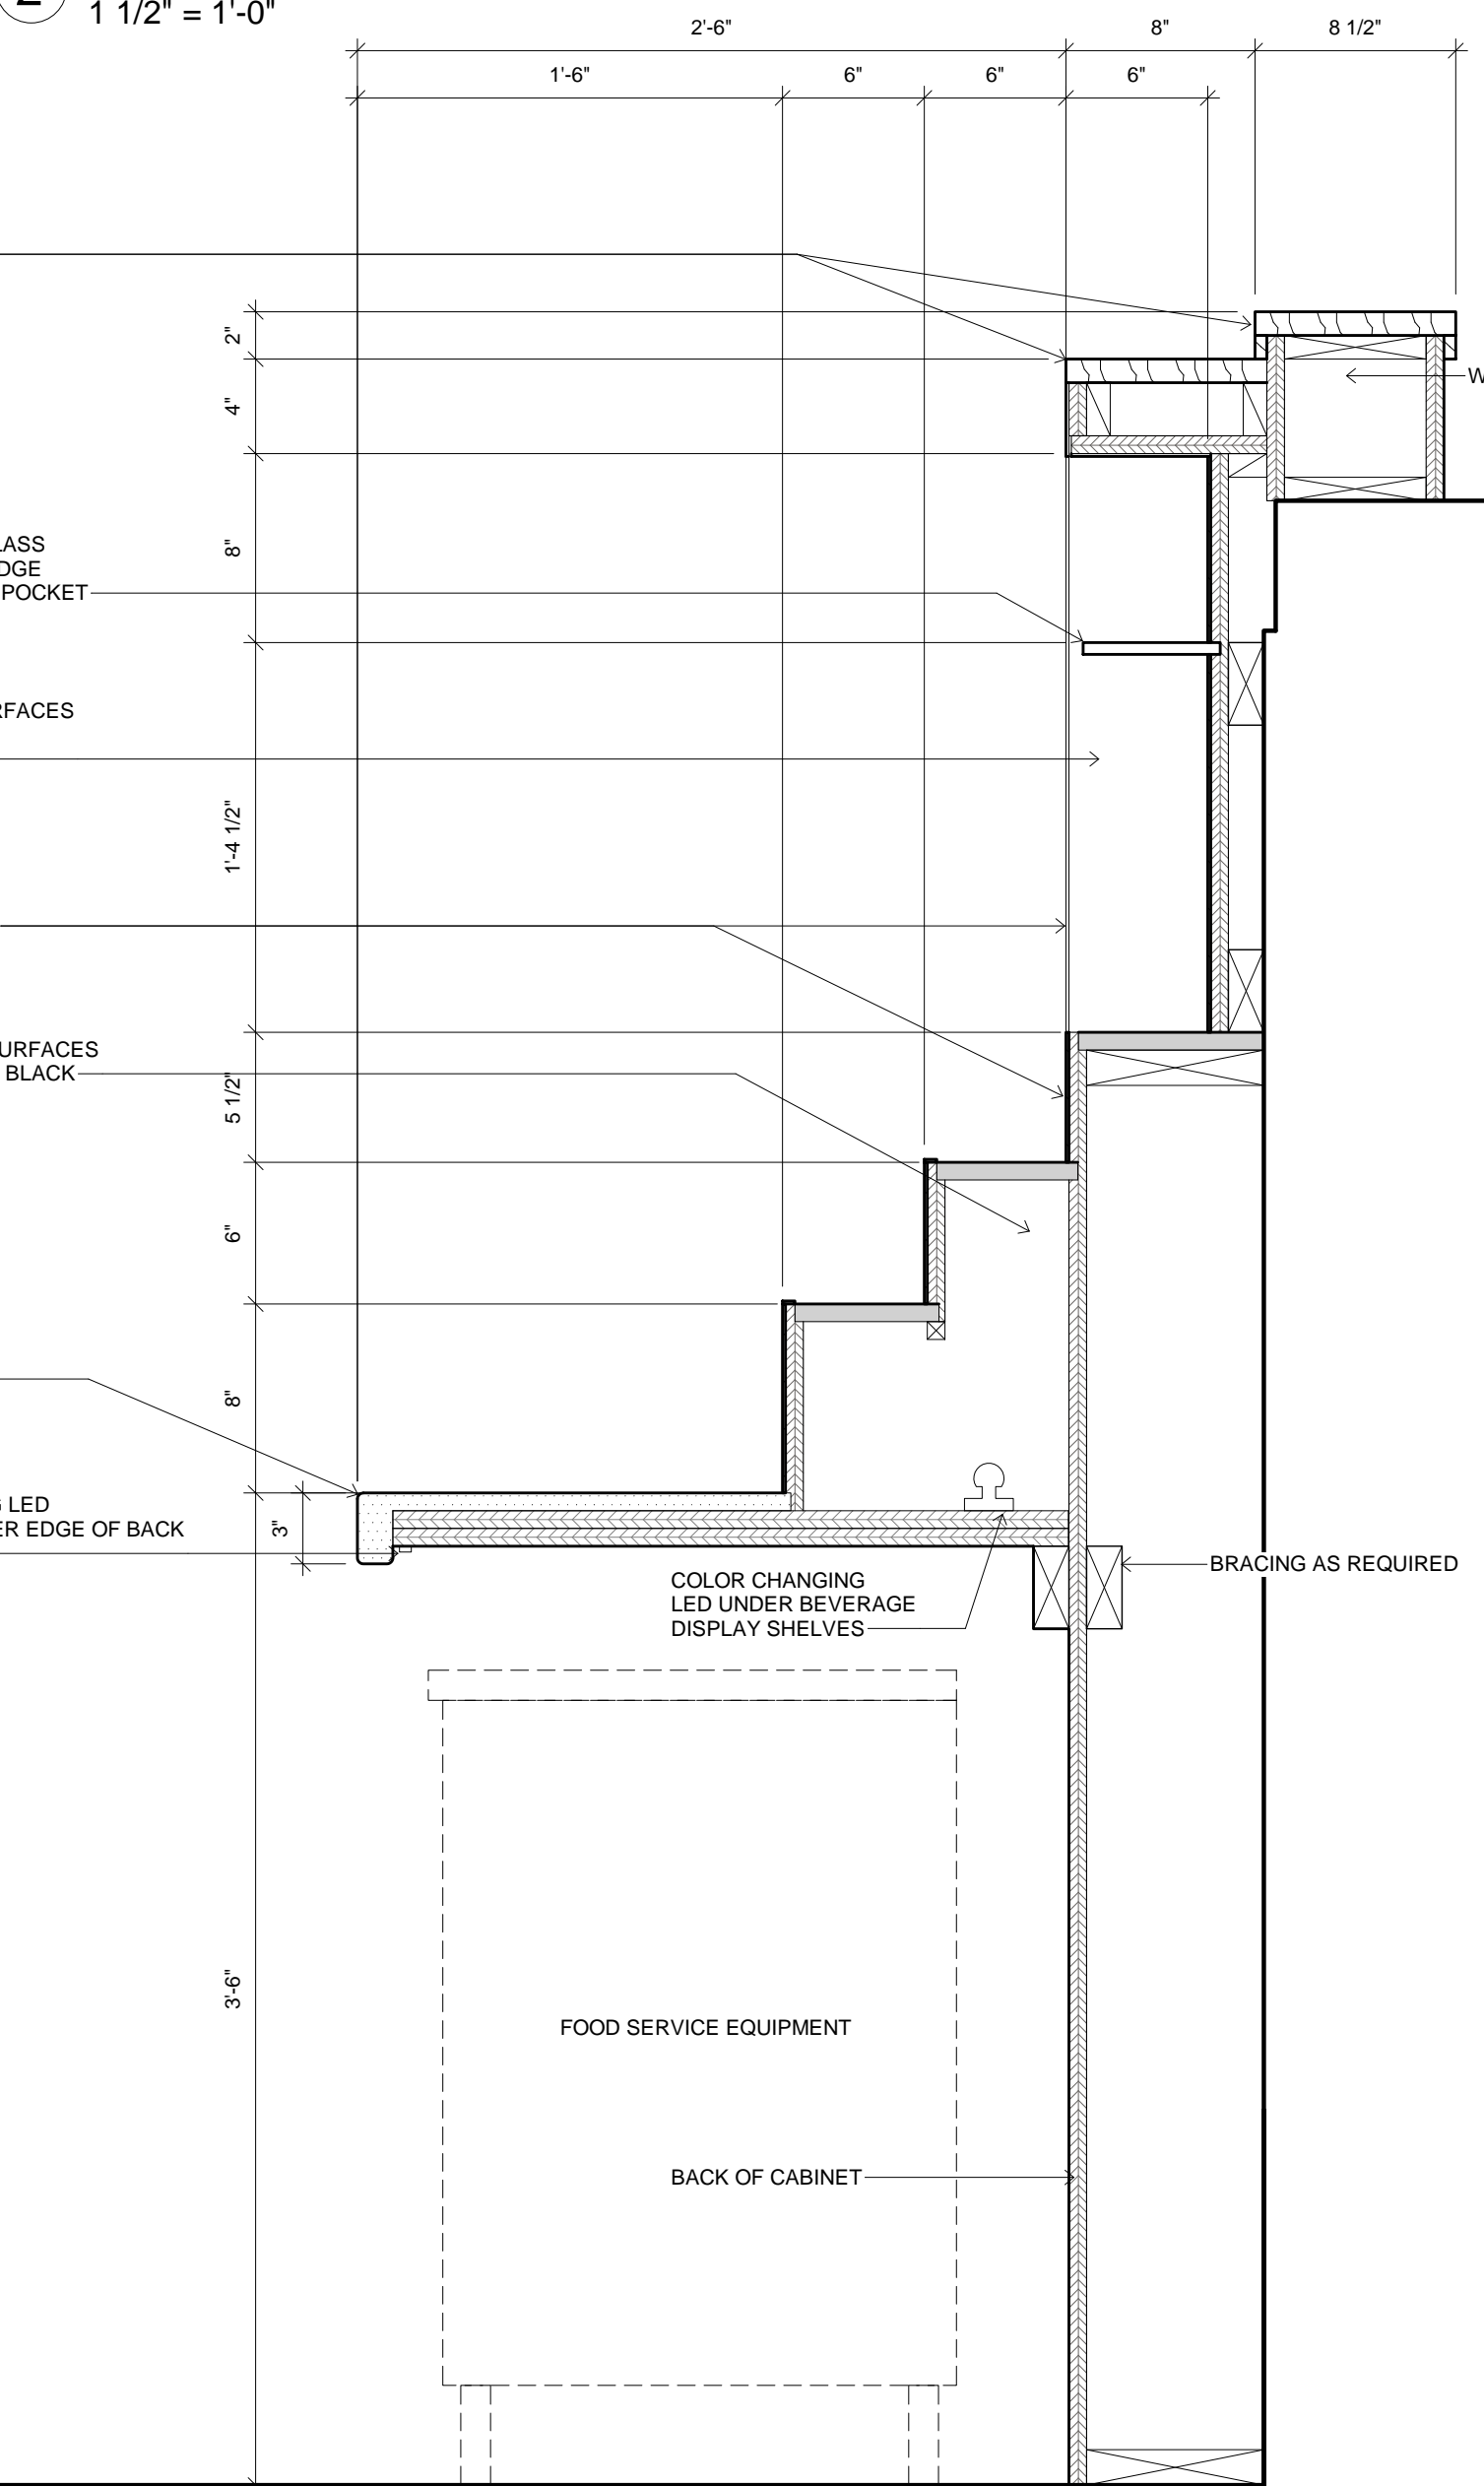 2
1 1/2" = 1'-0"
2'-6"
8"
8 1/2"
1'-6"
6"
6"
6"
2"
4"
8"
1'-4 1/2"
5 1/2"
6"
8"
3"
3'-6"
LASS
DGE
POCKET
RFACES
URFACES
BLACK
G LED
ER EDGE OF BACK
W
COLOR CHANGING
LED UNDER BEVERAGE
DISPLAY SHELVES
BRACING AS REQUIRED
FOOD SERVICE EQUIPMENT
BACK OF CABINET